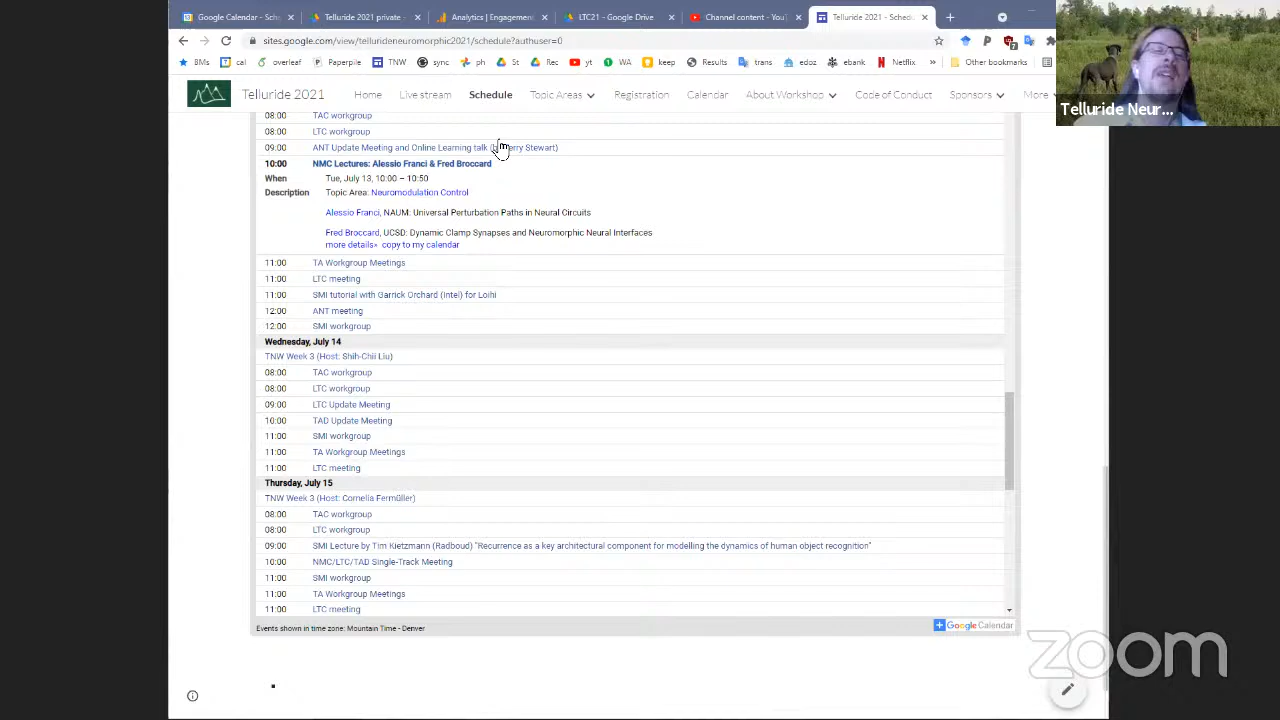 Google Calendar - Sch
Telluride 2021 private
Analytics | Engagement
LTC21 - Google Drive
Channel content - YouT
Telluride 2021 - Schedu
sites.google.com/view/tellurideneuromorphic2021/schedule?authuser=0
7
BMs
cal
overleaf
Paperpile
TNW
sync
ph
St
Rec
yt
WA
keep
Results
trans
edoz
ebank
Netflix
»
Other bookmarks
Telluride 2021
Home
Live stream
Schedule
Topic Areas
Registration
Calendar
About Workshop
Code of Conduct
Sponsors
More
Telluride Neur...
08:00 TAC workgroup
08:00 LTC workgroup
09:00 ANT Update Meeting and Online Learning talk Stewart)
10:00 NMC Lectures: Alessio Franci & Fred Broccard
When Tue, July 13, 10:00 – 10:50
Description Topic Area: Neuromodulation Control
Alessio Franci, NAUM: Universal Perturbation Paths in Neural Circuits
Fred Broccard, UCSD: Dynamic Clamp Synapses and Neuromorphic Neural Interfaces
more details» copy to my calendar
11:00 TA Workgroup Meetings
11:00 LTC meeting
11:00 SMI tutorial with Garrick Orchard (Intel) for Loihi
12:00 ANT meeting
12:00 SMI workgroup
Wednesday, July 14
TNW Week 3 (Host: Shih-Chii Liu)
08:00 TAC workgroup
08:00 LTC workgroup
09:00 LTC Update Meeting
10:00 TAD Update Meeting
11:00 SMI workgroup
11:00 TA Workgroup Meetings
11:00 LTC meeting
Thursday, July 15
TNW Week 3 (Host: Cornelia Fermüller)
08:00 TAC workgroup
08:00 LTC workgroup
09:00 SMI Lecture by Tim Kietzmann (Radboud) "Recurrence as a key architectural component for modelling the dynamics of human object recognition"
10:00 NMC/LTC/TAD Single-Track Meeting
11:00 SMI workgroup
11:00 TA Workgroup Meetings
11:00 LTC meeting
Events shown in time zone: Mountain Time - Denver
Google Calendar
zoom